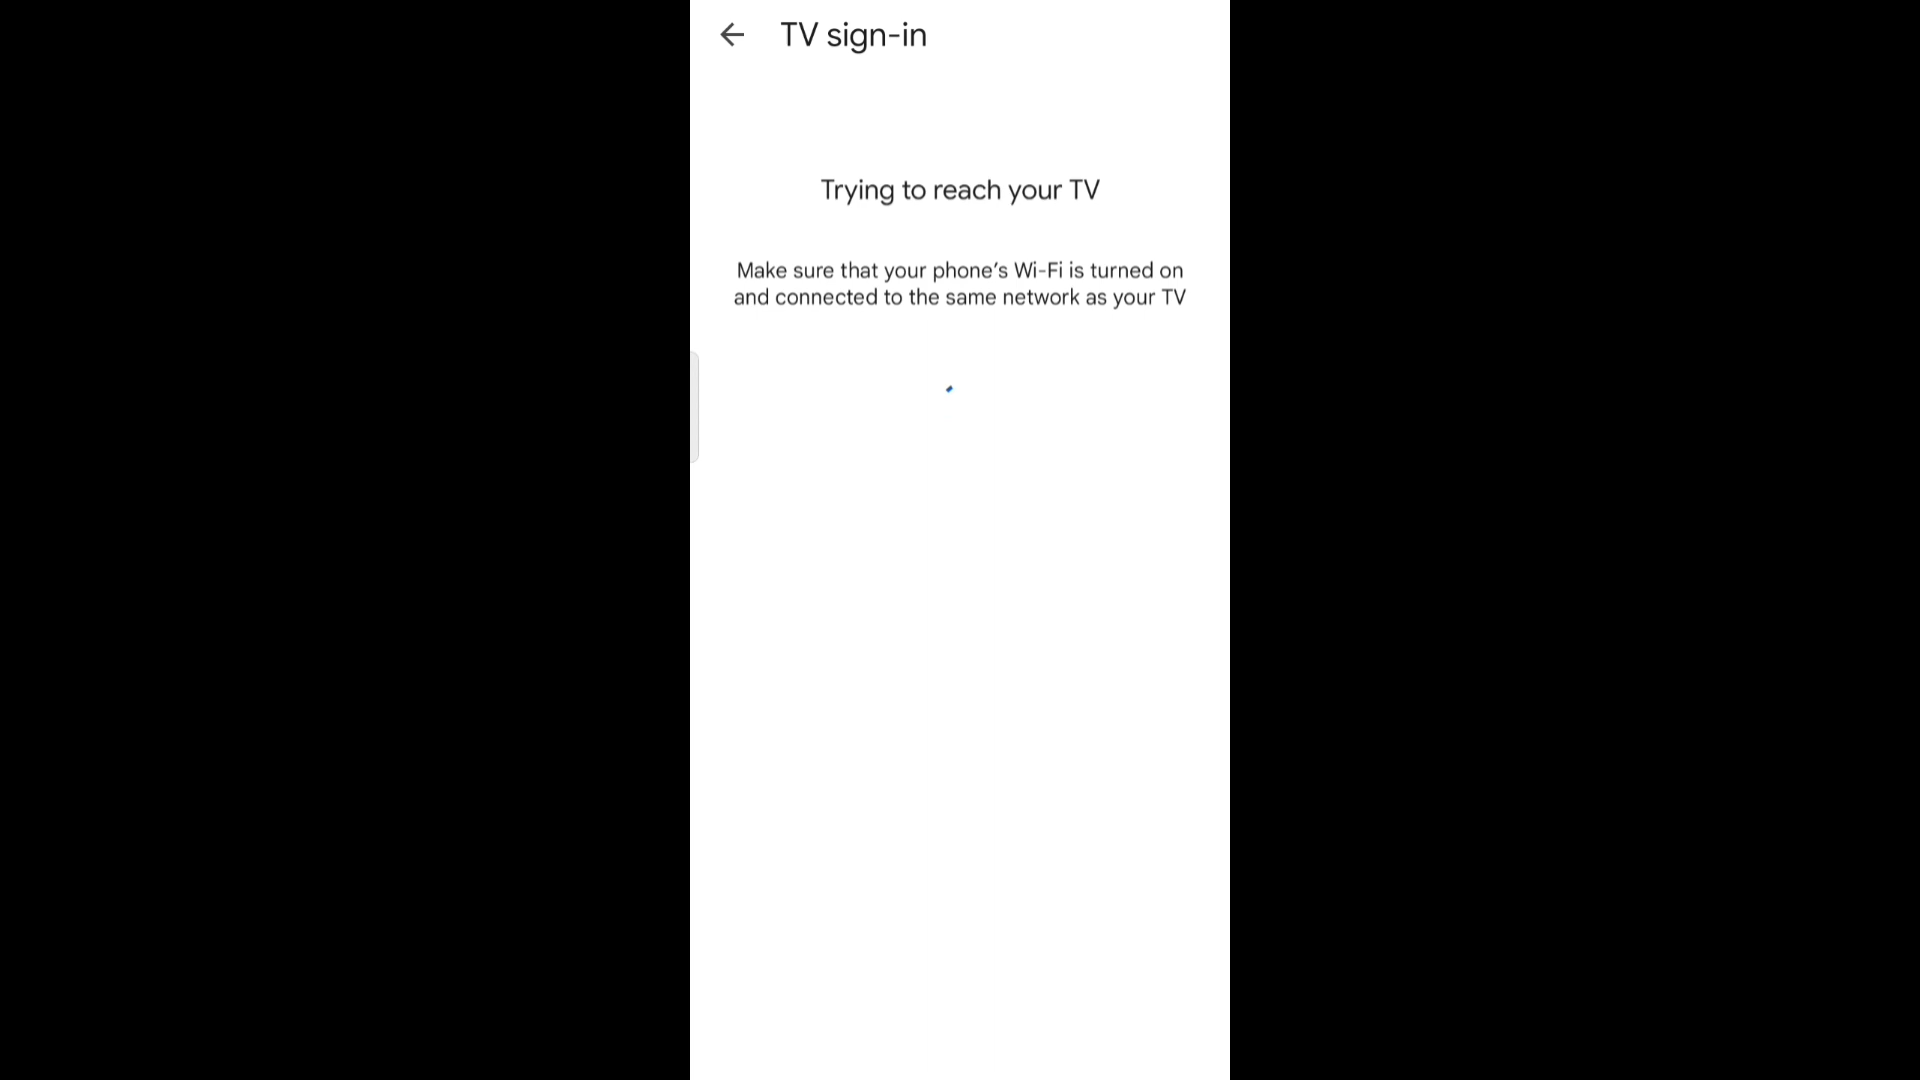 TV sign-in
Trying to reach your TV
Make sure that your phone’s Wi-Fi is turned on
and connected to the same network as your TV